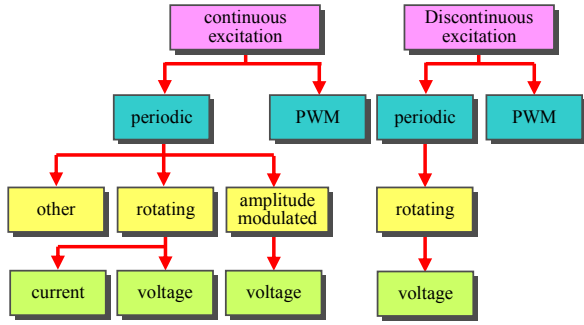 continuous
excitation
Discontinuous
excitation
periodic
PWM
periodic
PWM
other
rotating
amplitude
modulated
rotating
current
voltage
voltage
voltage